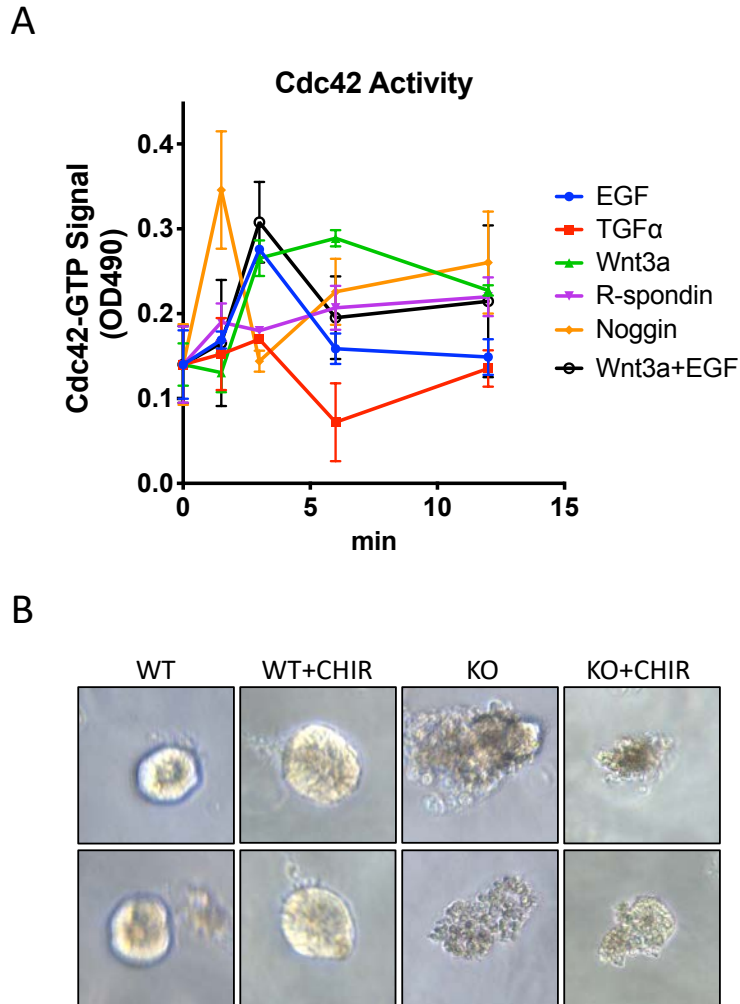 A
Cdc42 Activity
Cdc42-GTP Signal
(OD490)
0.4
0.3
0.2
0.1
0.0
0
5
10
15
min
EGF
TGFα
Wnt3a
R-spondin
Noggin
Wnt3a+EGF
B
WT
WT+CHIR
KO
KO+CHIR